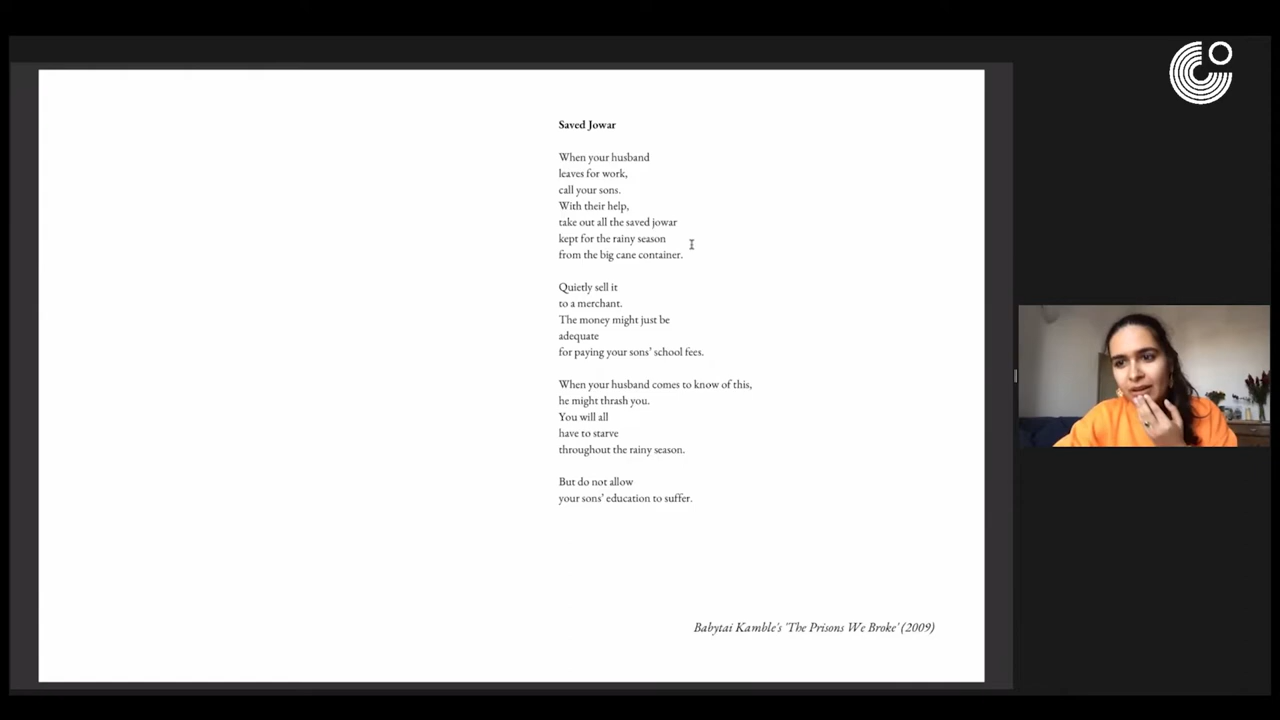 Saved Jowar
When your husband
leaves for work,
call your sons.
With their help,
take out all the saved jowar
kept for the rainy season
from the big cane container.
Quietly sell it
to a merchant.
The money might just be
adequate
for paying your sons’ school fees.
When your husband comes to know of this,
he might thrash you.
You will all
have to starve
throughout the rainy season.
But do not allow
your sons’ education to suffer.
Babytai Kamble's 'The Prisons We Broke' (2009)